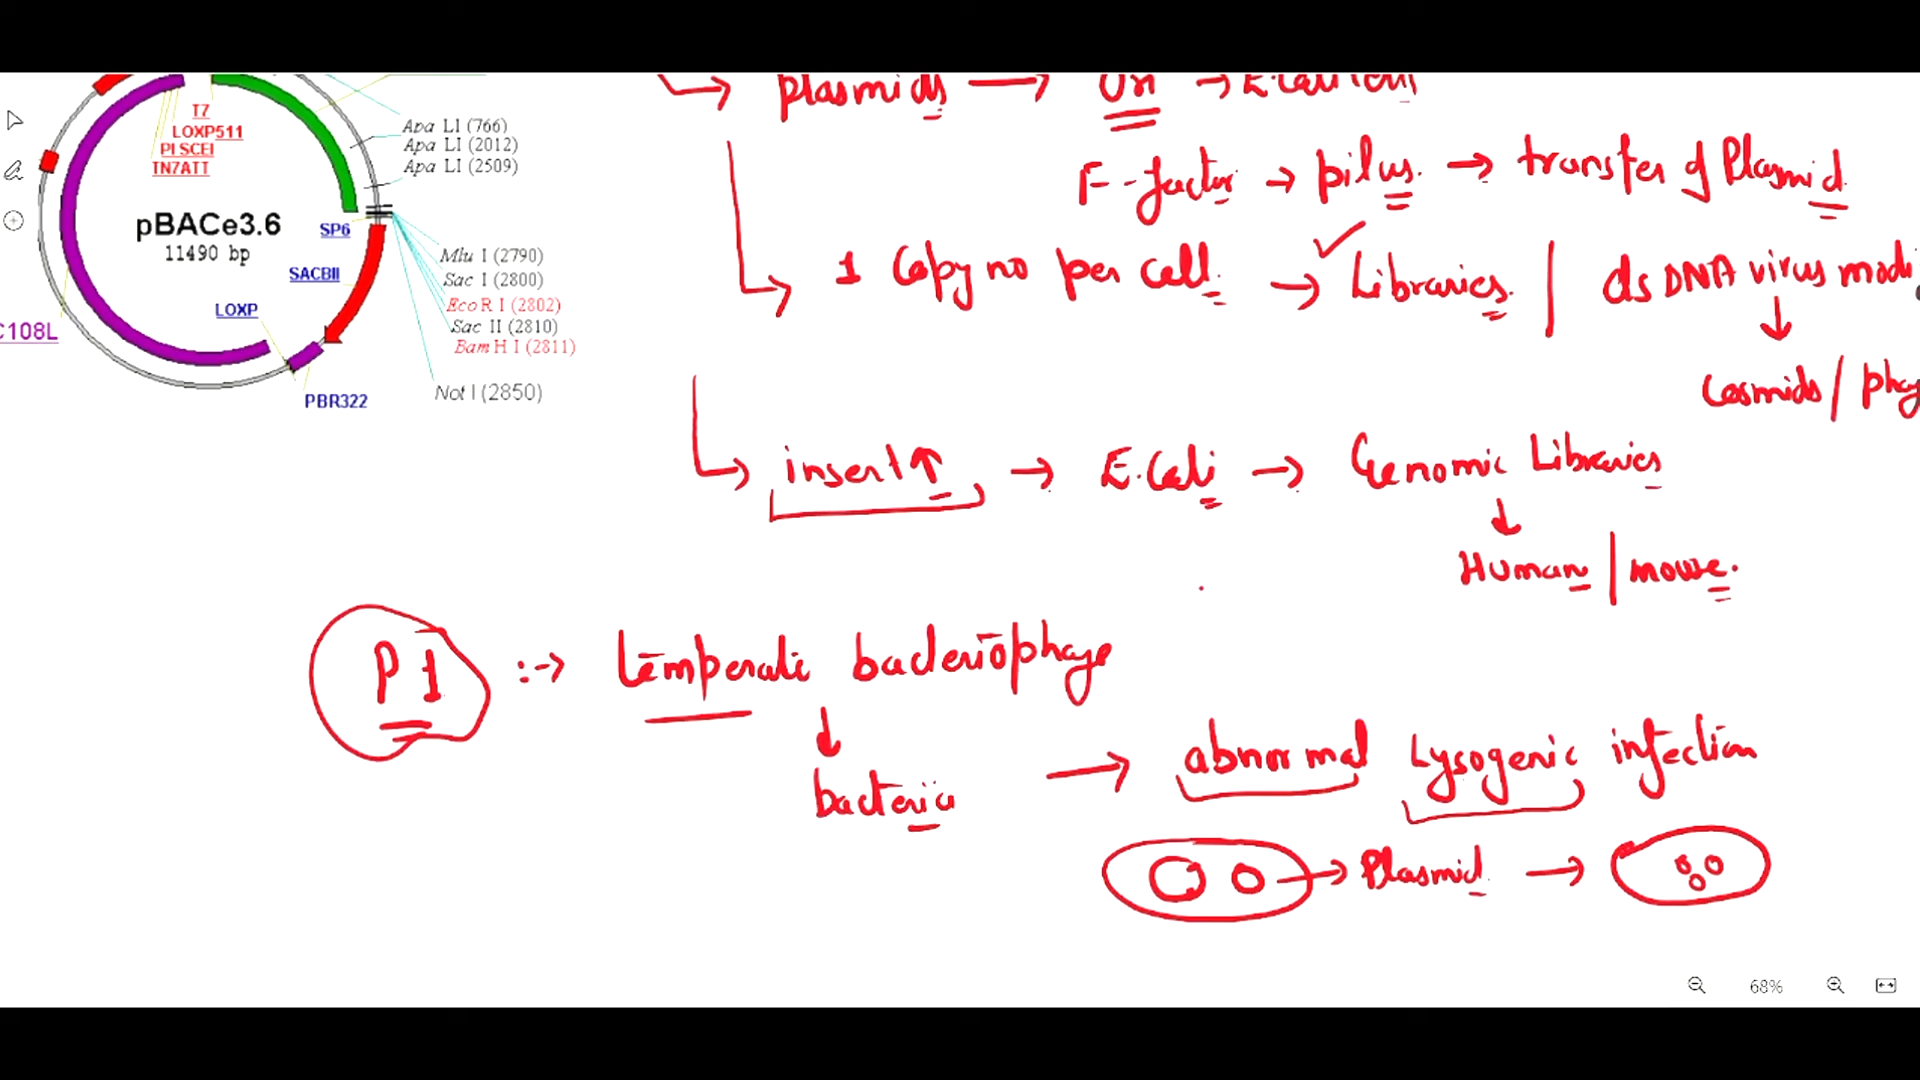 plasmids → Ori →
F-factor → pilus → transfer of Plasmid
1 Copy no per cell → ✓ Libraries | ds DNA virus modi
↓
Cosmids / phag
insert ↑ → E.Coli → Genomic Libraries
↓
Human | mouse.
T7
LOXP511
PI SCEI
TN7ATT
pBACe3.6
11490 bp
SP6
SACBII
LOXP
C108L
PBR322
Apa LI (766)
Apa LI (2012)
Apa LI (2509)
Mlu I (2790)
Sac I (2800)
Eco R I (2802)
Sac II (2810)
Bam H I (2811)
Not I (2850)
P1 :-> temperate bacteriophage
↓
bacteria → abnormal Lysogenic infection
→ Plasmid →
68%